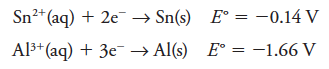 Sn²⁺(aq) + 2e⁻ → Sn(s) E° = −0.14 V
Al³⁺(aq) + 3e⁻ → Al(s) E° = −1.66 V